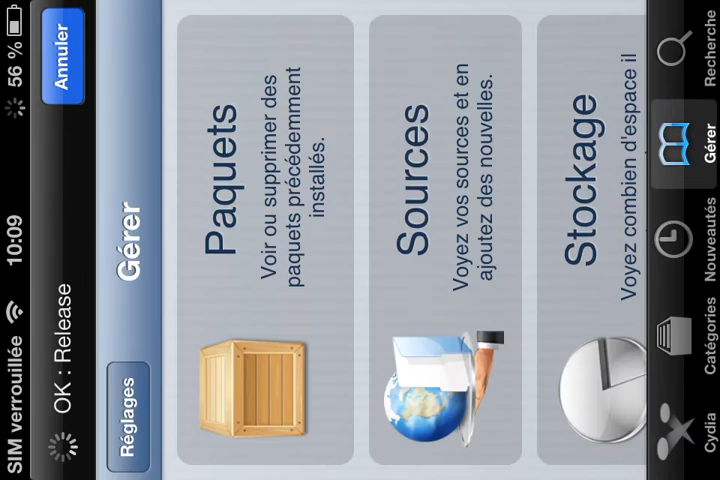 SIM verrouillée 10:09 56 %
OK : Release Annuler
Réglages Gérer
Paquets
Voir ou supprimer des
paquets précédemment
installés.
Sources
Voyez vos sources et en
ajoutez des nouvelles.
Stockage
Voyez combien d'espace il
Cydia Catégories Nouveautés Gérer Recherche